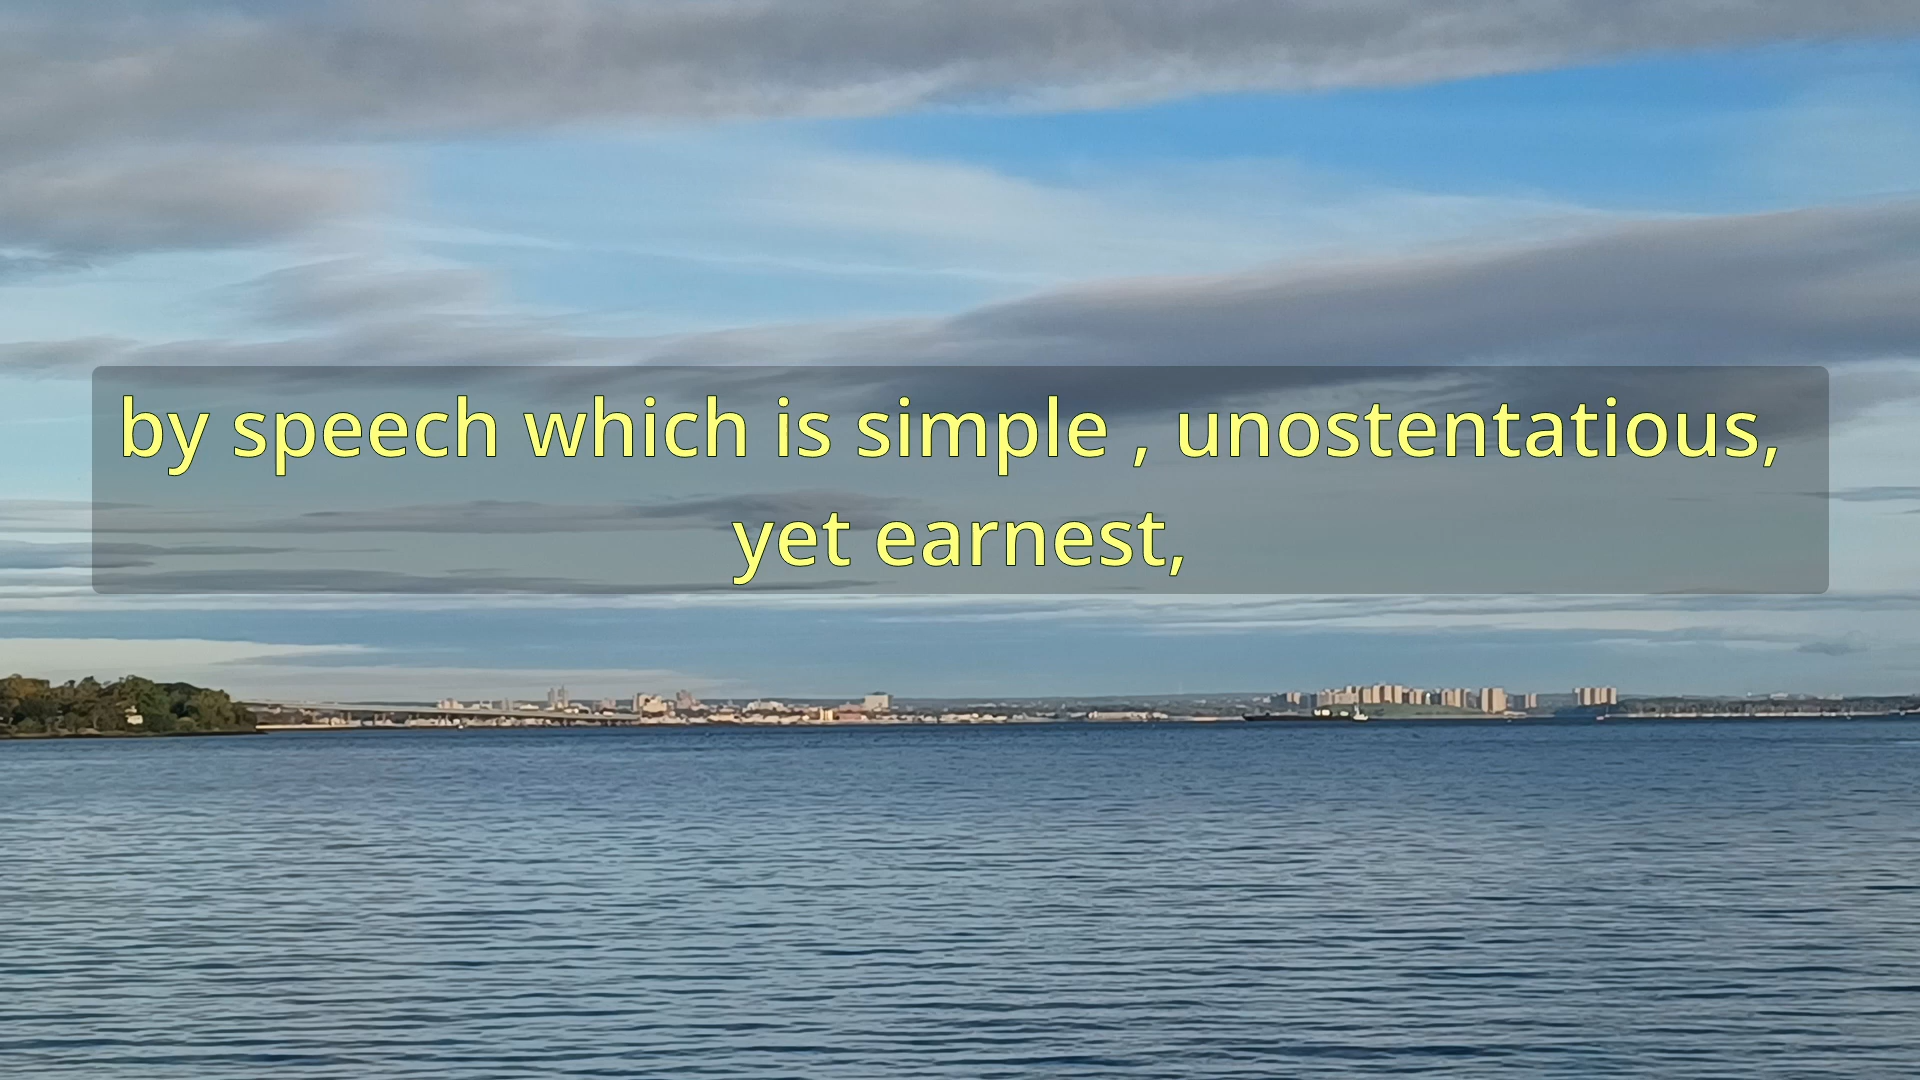 by speech which is simple , unostentatious,
yet earnest,